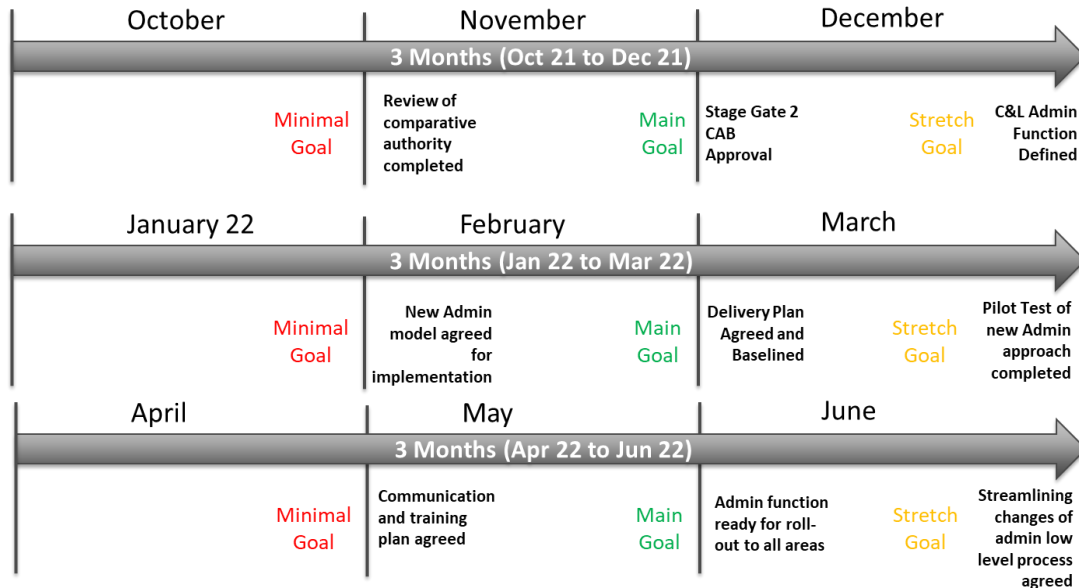 October
November
December
3 Months (Oct 21 to Dec 21)
Minimal
Goal
Review of
comparative
authority
completed
Main
Goal
Stage Gate 2
CAB
Approval
Stretch
Goal
C&L Admin
Function
Defined
January 22
February
March
3 Months (Jan 22 to Mar 22)
Minimal
Goal
New Admin
model agreed
for
implementation
Main
Goal
Delivery Plan
Agreed and
Baselined
Stretch
Goal
Pilot Test of
new Admin
approach
completed
April
May
June
3 Months (Apr 22 to Jun 22)
Minimal
Goal
Communication
and training
plan agreed
Main
Goal
Admin function
ready for roll-
out to all areas
Stretch
Goal
Streamlining
changes of
admin low
level process
agreed